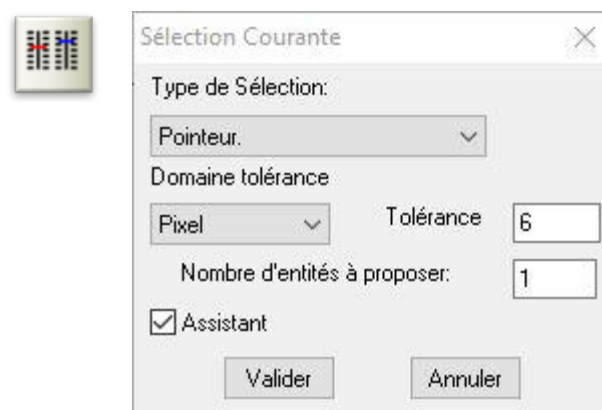 Sélection Courante
Type de Sélection:
Pointeur.
Domaine tolérance
Pixel Tolérance 6
Nombre d'entités à proposer: 1
Assistant
Valider Annuler